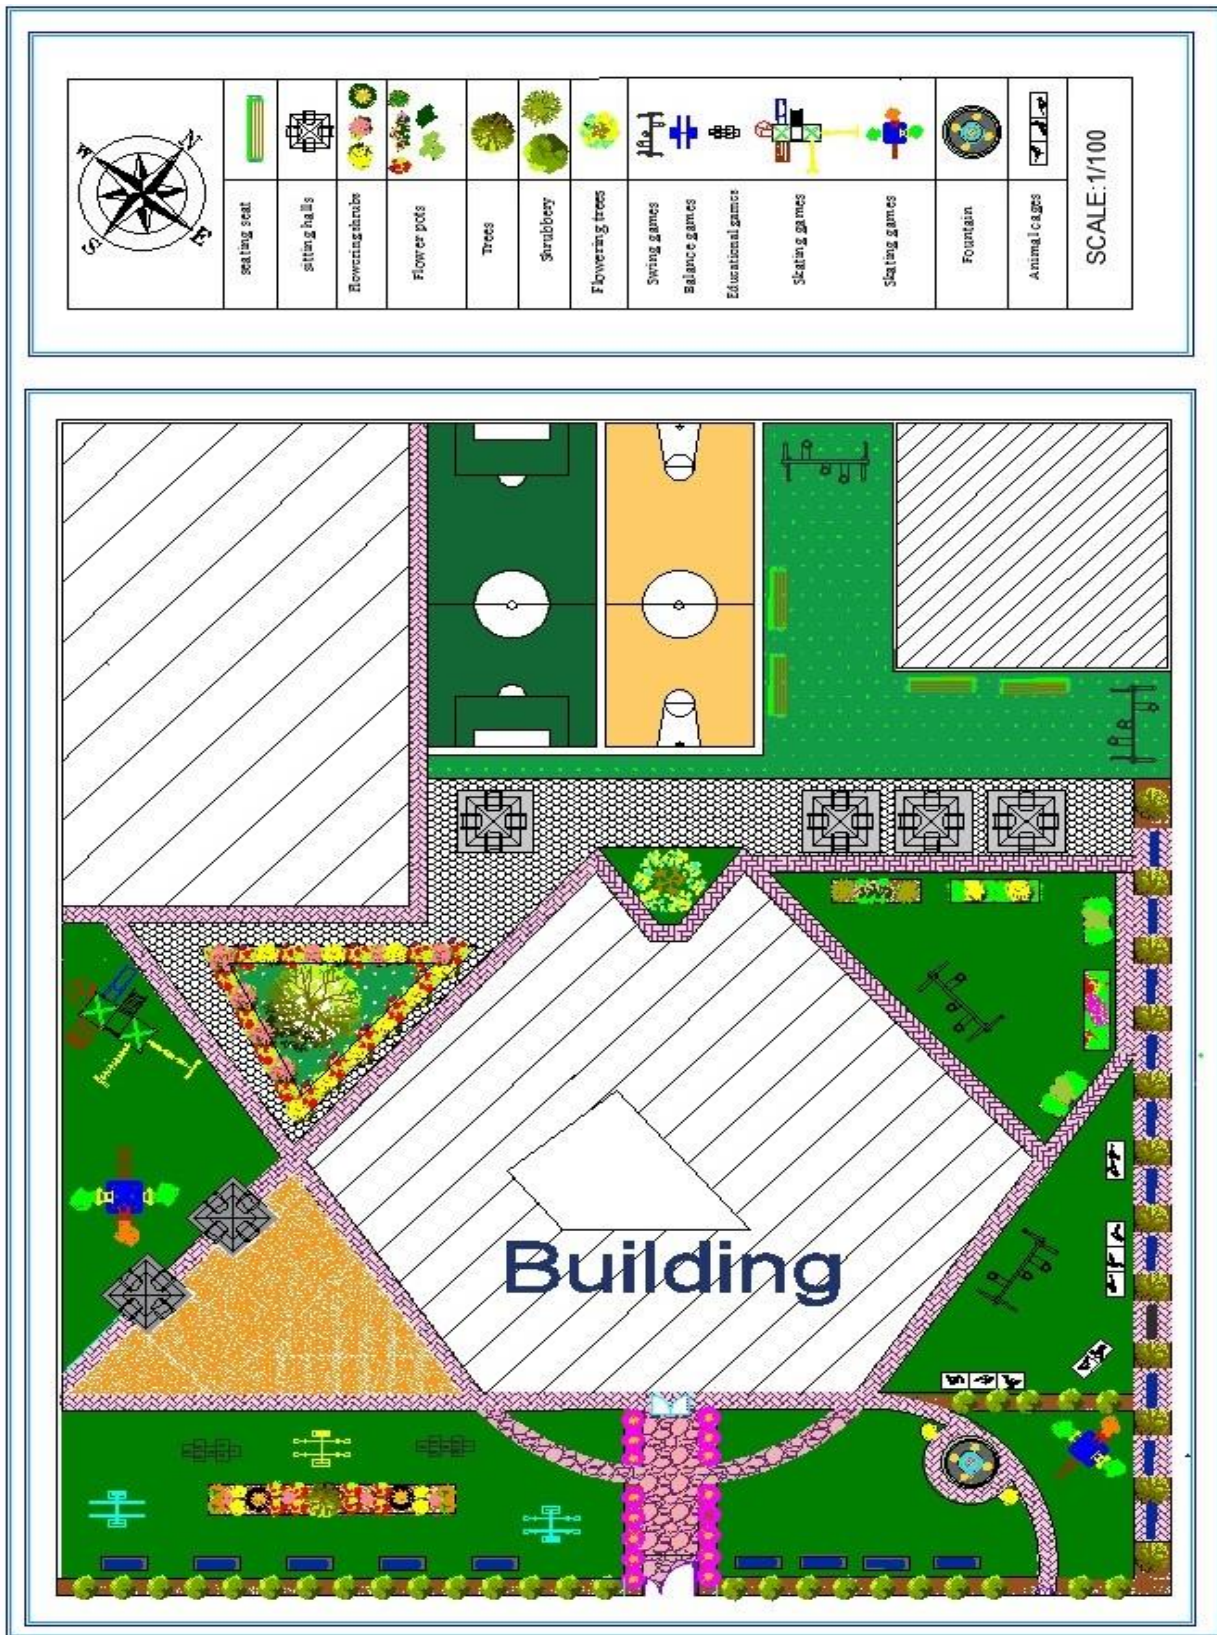 N
W
S
E
seating seat
sitting halls
Flowering shrubs
Flower pots
Trees
Shrubbery
Flowering trees
Swing games
Balance games
Educational games
Skating games
Skating games
Fountain
Animal cages
SCALE:1/100
Building